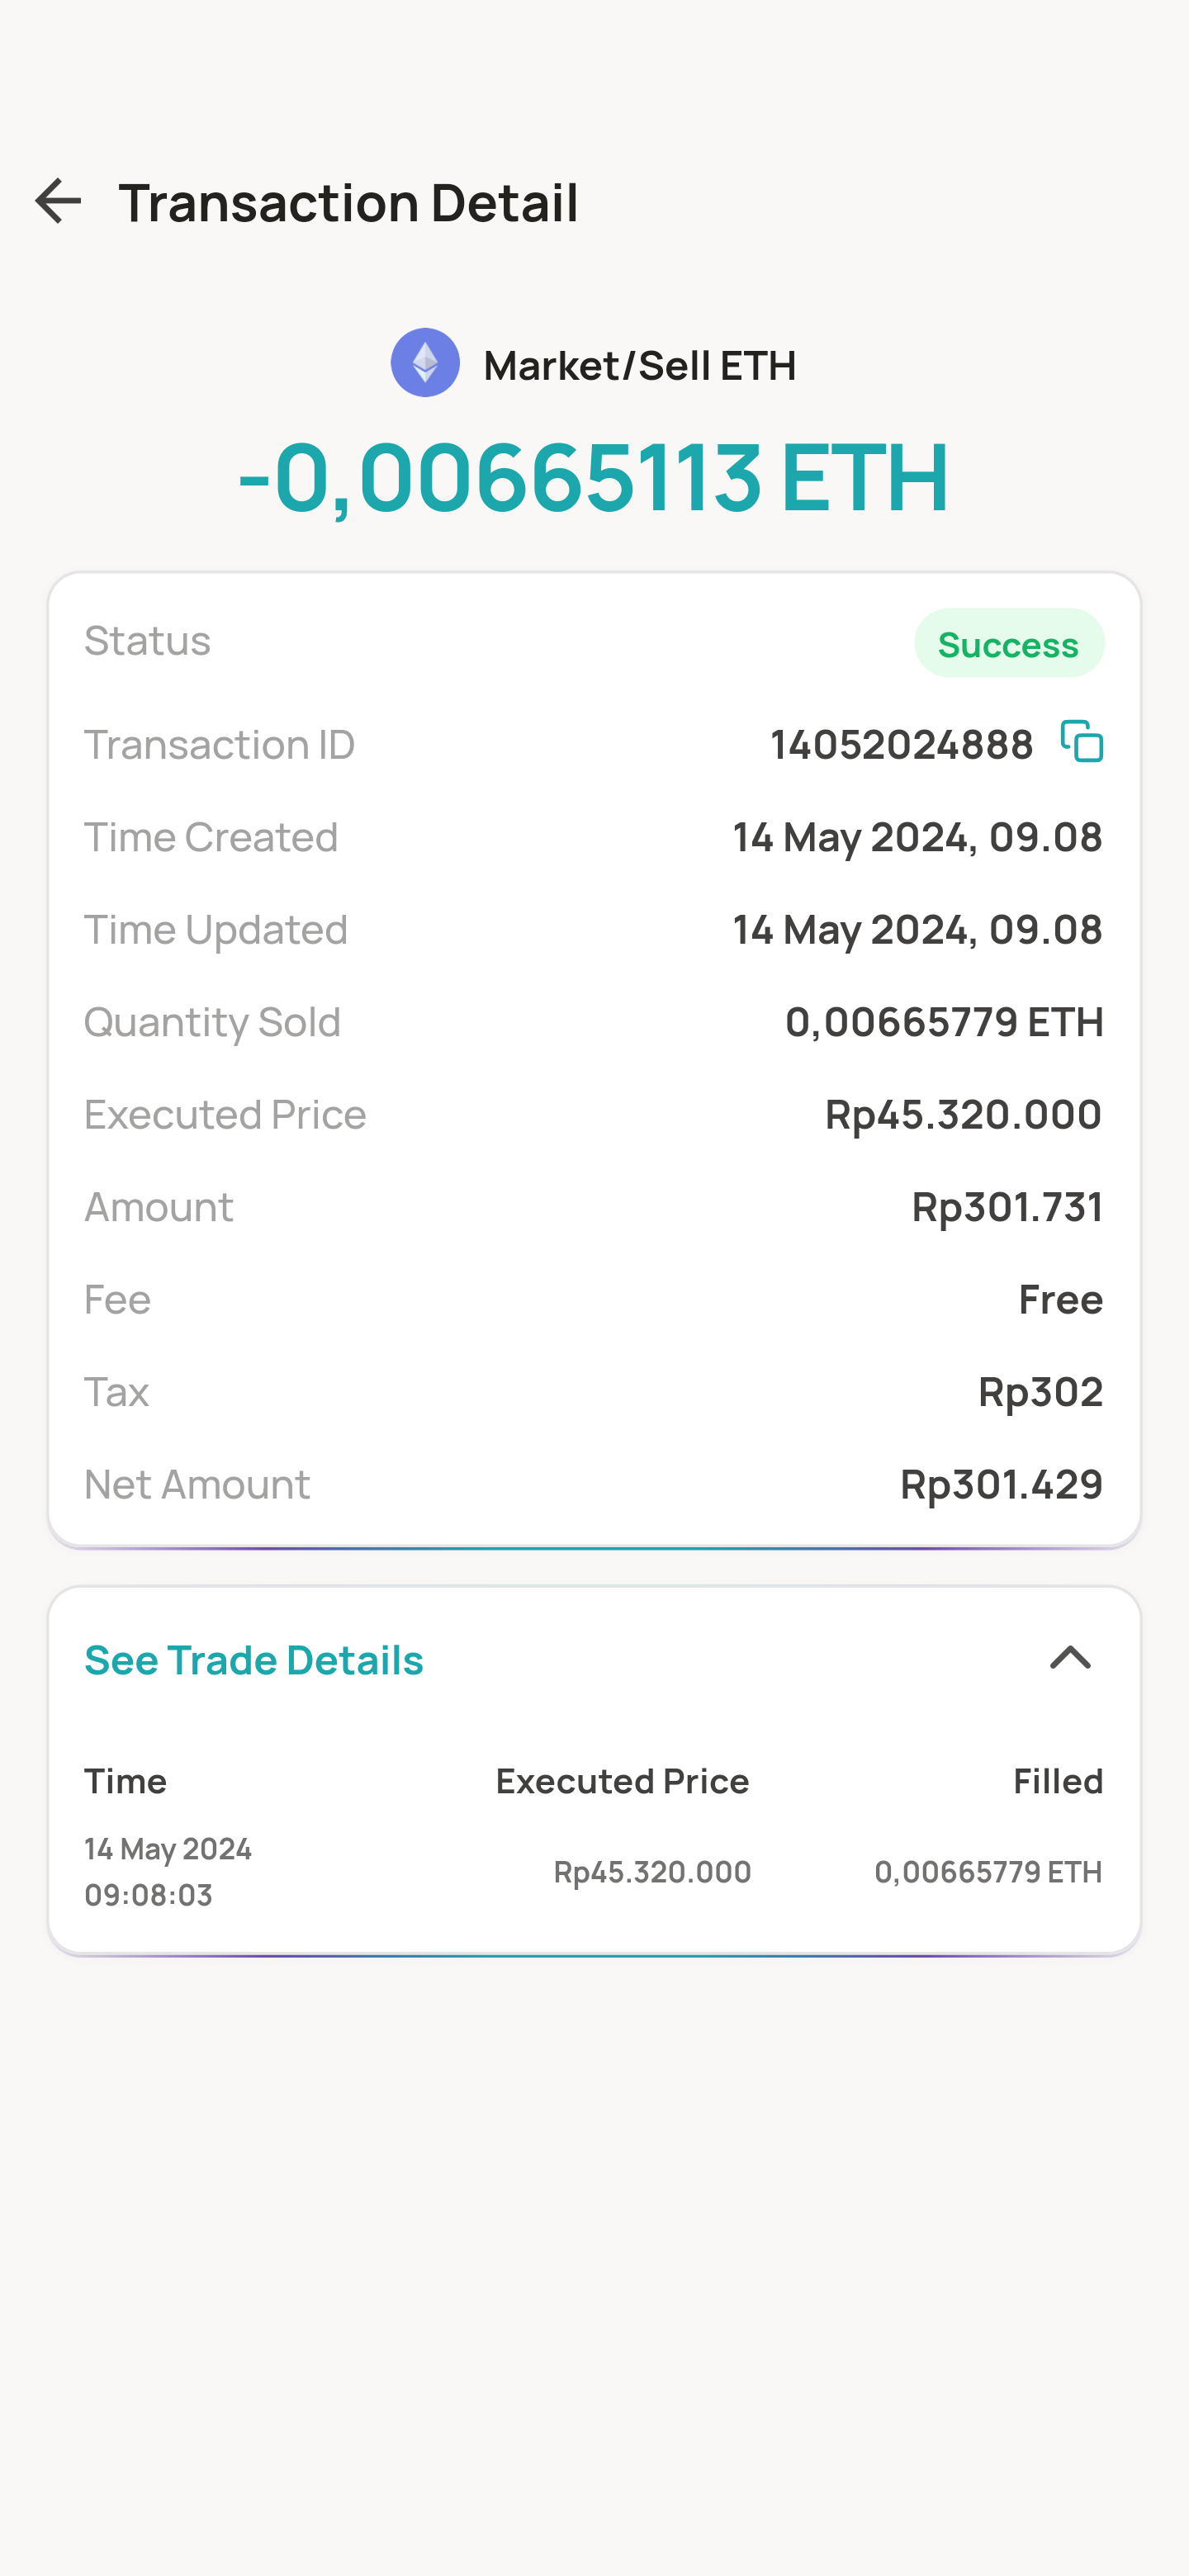 Transaction Detail
Market/Sell ETH
-0,00665113 ETH
Status Success
Transaction ID 14052024888
Time Created 14 May 2024, 09.08
Time Updated 14 May 2024, 09.08
Quantity Sold 0,00665779 ETH
Executed Price Rp45.320.000
Amount Rp301.731
Fee Free
Tax Rp302
Net Amount Rp301.429
See Trade Details
Time Executed Price Filled
14 May 2024
09:08:03 Rp45.320.000 0,00665779 ETH